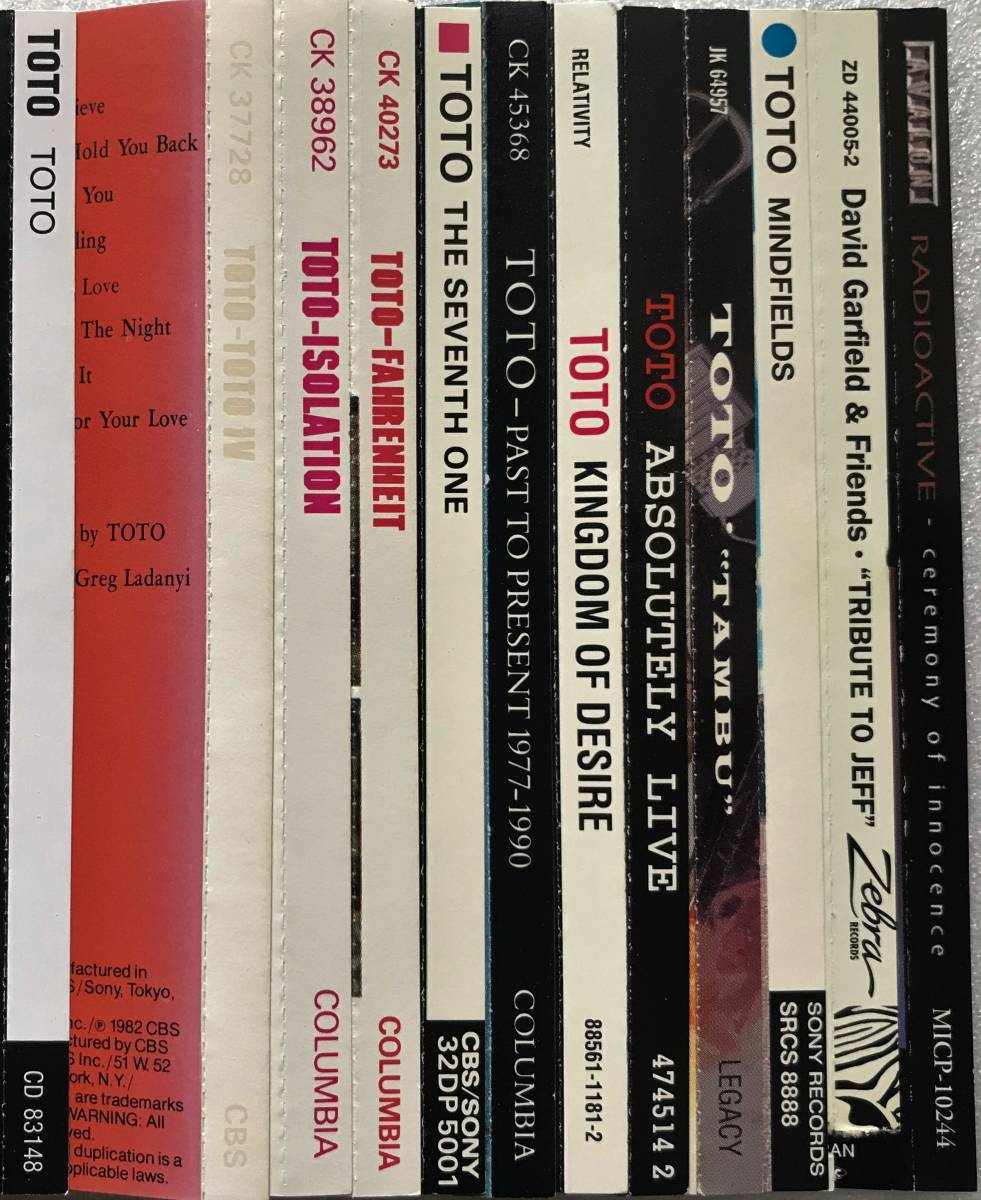 TOTO TOTO
CD 83148
ieve
Hold You Back
You
ling
Love
The Night
It
or Your Love
by TOTO
Greg Ladanyi
factured in
S/Sony, Tokyo,
nc./℗ 1982 CBS
ctured by CBS
S Inc./51 W. 52
ork, N.Y./
are trademarks
WARNING: All
ved.
duplication is a
pplicable laws.
CK 37728 TOTO-TOTO IV CBS
CK 38962 TOTO-ISOLATION COLUMBIA
CK 40273 TOTO-FAHRENHEIT COLUMBIA
TOTO THE SEVENTH ONE
CBS/SONY
32DP 5001
CK 45368 TOTO-PAST TO PRESENT 1977-1990 COLUMBIA
RELATIVITY TOTO KINGDOM OF DESIRE 88561-1181-2
TOTO ABSOLUTELY LIVE 474514 2
JK 64957 TOTO • "TAMBU" LEGACY
TOTO MINDFIELDS
SONY RECORDS
SRCS 8888
ZD 44005-2 David Garfield & Friends • "TRIBUTE TO JEFF" Zebra
RECORDS
AN
AVALON RADIOACTIVE - ceremony of innocence MICP-10244